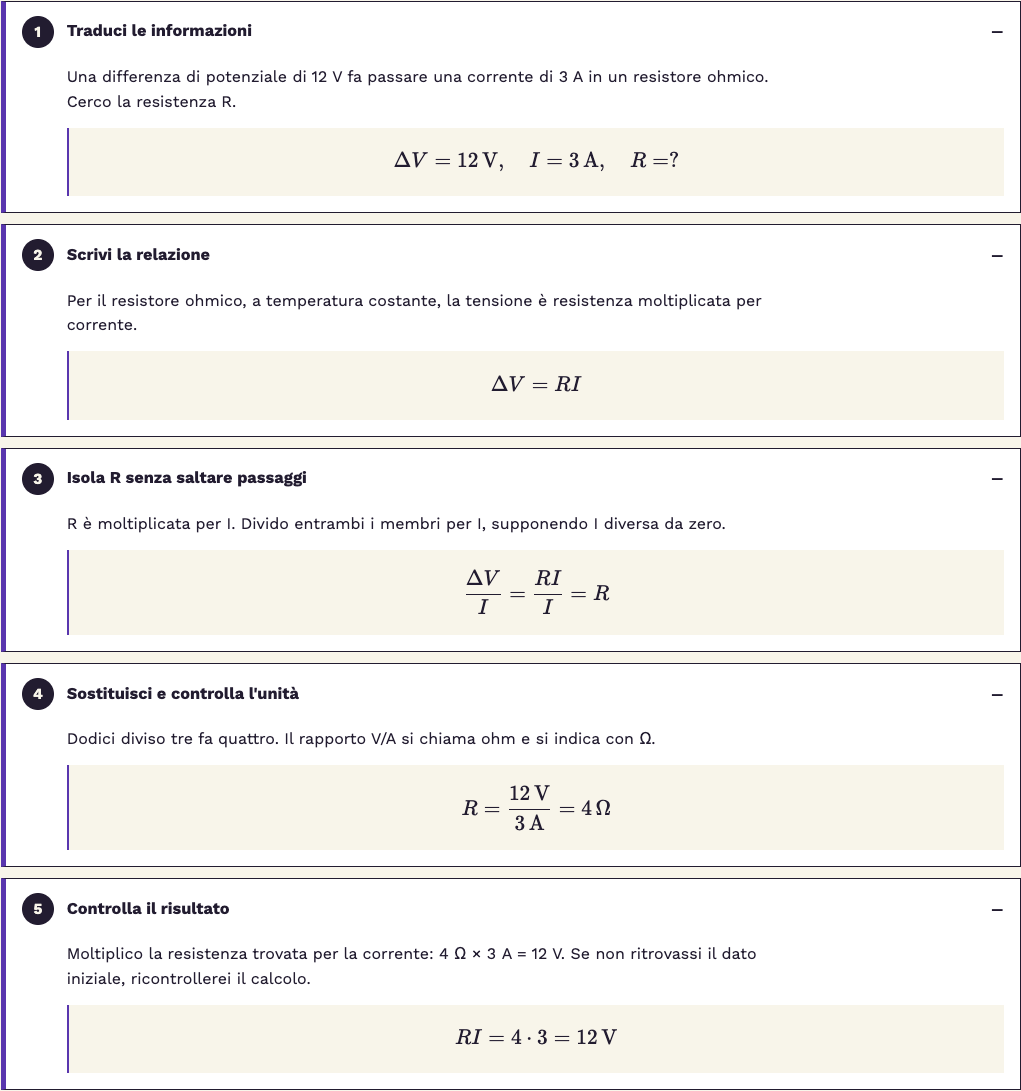 1 Traduci le informazioni –
Una differenza di potenziale di 12 V fa passare una corrente di 3 A in un resistore ohmico.
Cerco la resistenza R.
ΔV = 12 V,  I = 3 A,  R =?
2 Scrivi la relazione –
Per il resistore ohmico, a temperatura costante, la tensione è resistenza moltiplicata per
corrente.
ΔV = RI
3 Isola R senza saltare passaggi –
R è moltiplicata per I. Divido entrambi i membri per I, supponendo I diversa da zero.
ΔV/I = RI/I = R
4 Sostituisci e controlla l'unità –
Dodici diviso tre fa quattro. Il rapporto V/A si chiama ohm e si indica con Ω.
R = 12 V/3 A = 4 Ω
5 Controlla il risultato –
Moltiplico la resistenza trovata per la corrente: 4 Ω × 3 A = 12 V. Se non ritrovassi il dato
iniziale, ricontrollerei il calcolo.
RI = 4 · 3 = 12 V